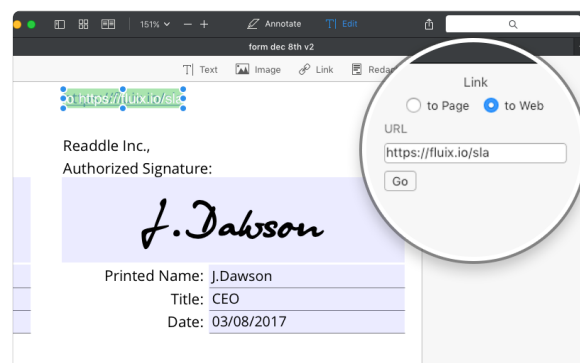 151% Annotate T Edit
form dec 8th v2
T Text Image Link Redact
to: https://fluix.io/sla
Link
to Page to Web
URL
https://fluix.io/sla
Go
Readdle Inc.,
Authorized Signature:
J.Dawson
Printed Name: J.Dawson
Title: CEO
Date: 03/08/2017